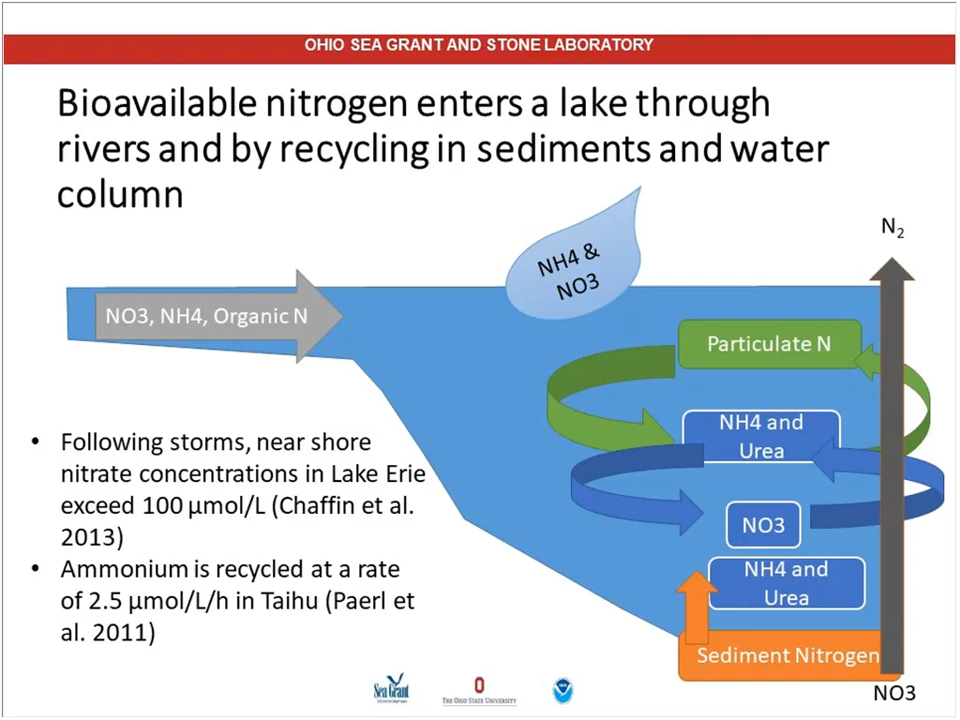 OHIO SEA GRANT AND STONE LABORATORY
Bioavailable nitrogen enters a lake through
rivers and by recycling in sediments and water
column
N₂
NH4 &
NO3
NO3, NH4, Organic N
Particulate N
NH4 and
Urea
NO3
NH4 and
Urea
Sediment Nitrogen
NO3
• Following storms, near shore
nitrate concentrations in Lake Erie
exceed 100 µmol/L (Chaffin et al.
2013)
• Ammonium is recycled at a rate
of 2.5 µmol/L/h in Taihu (Paerl et
al. 2011)
Sea Grant
THE OHIO STATE UNIVERSITY